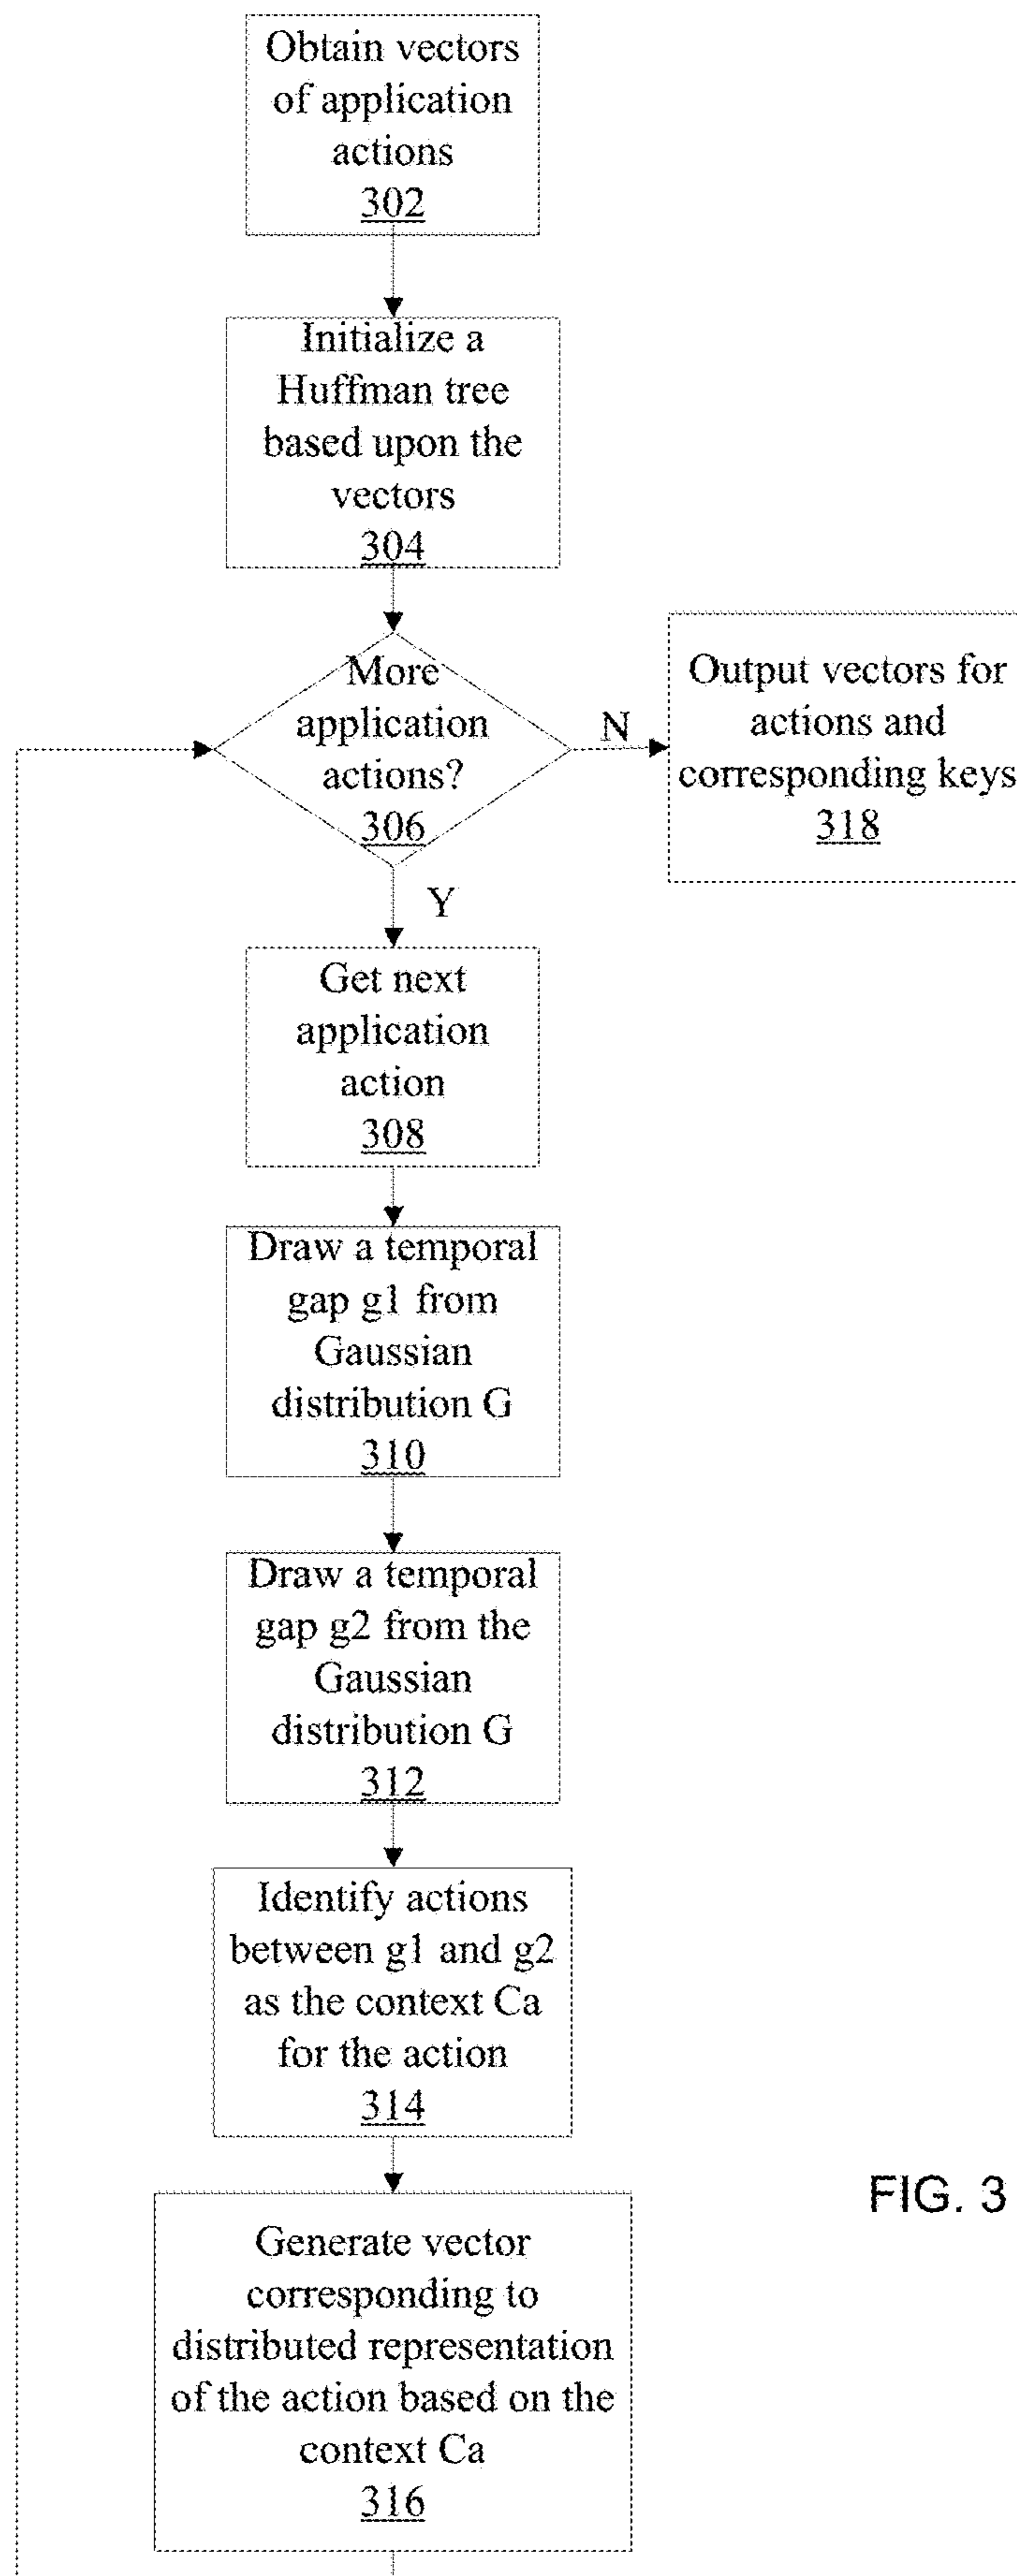 Obtain vectors
of application
actions
302
Initialize a
Huffman tree
based upon the
vectors
304
More
application
actions?
306
N
Output vectors for
actions and
corresponding keys
318
Y
Get next
application
action
308
Draw a temporal
gap g1 from
Gaussian
distribution G
310
Draw a temporal
gap g2 from the
Gaussian
distribution G
312
Identify actions
between g1 and g2
as the context Ca
for the action
314
Generate vector
corresponding to
distributed representation
of the action based on the
context Ca
316
FIG. 3